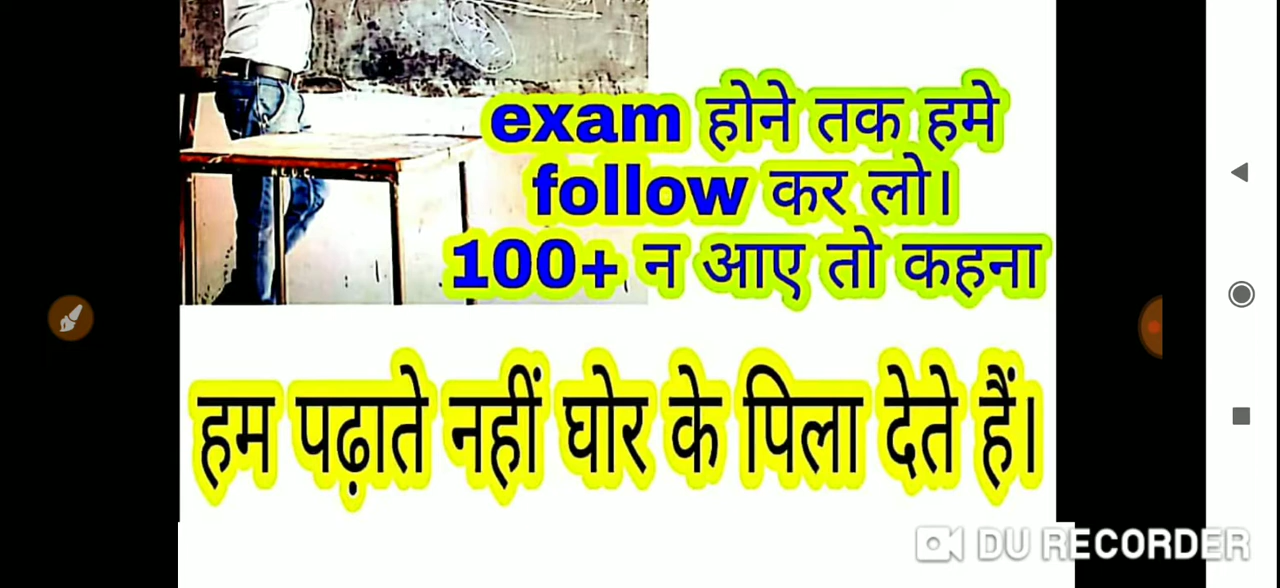 exam होने तक हमे
follow कर लो।
100+ न आए तो कहना
हम पढ़ाते नहीं घोर के पिला देते हैं।
DU RECORDER